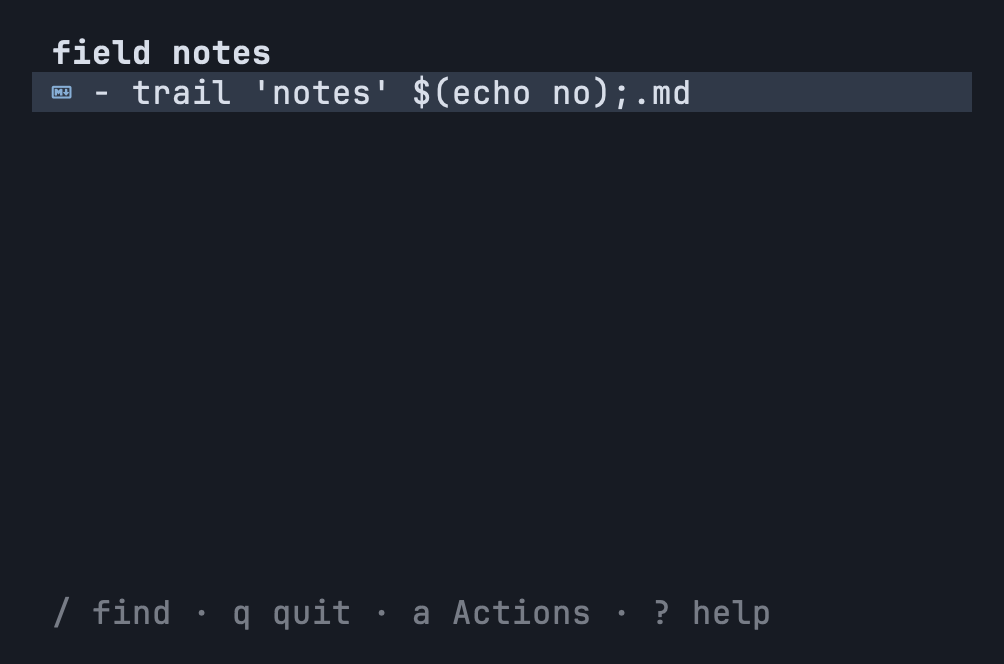 field notes
- trail 'notes' $(echo no);.md
/ find · q quit · a Actions · ? help